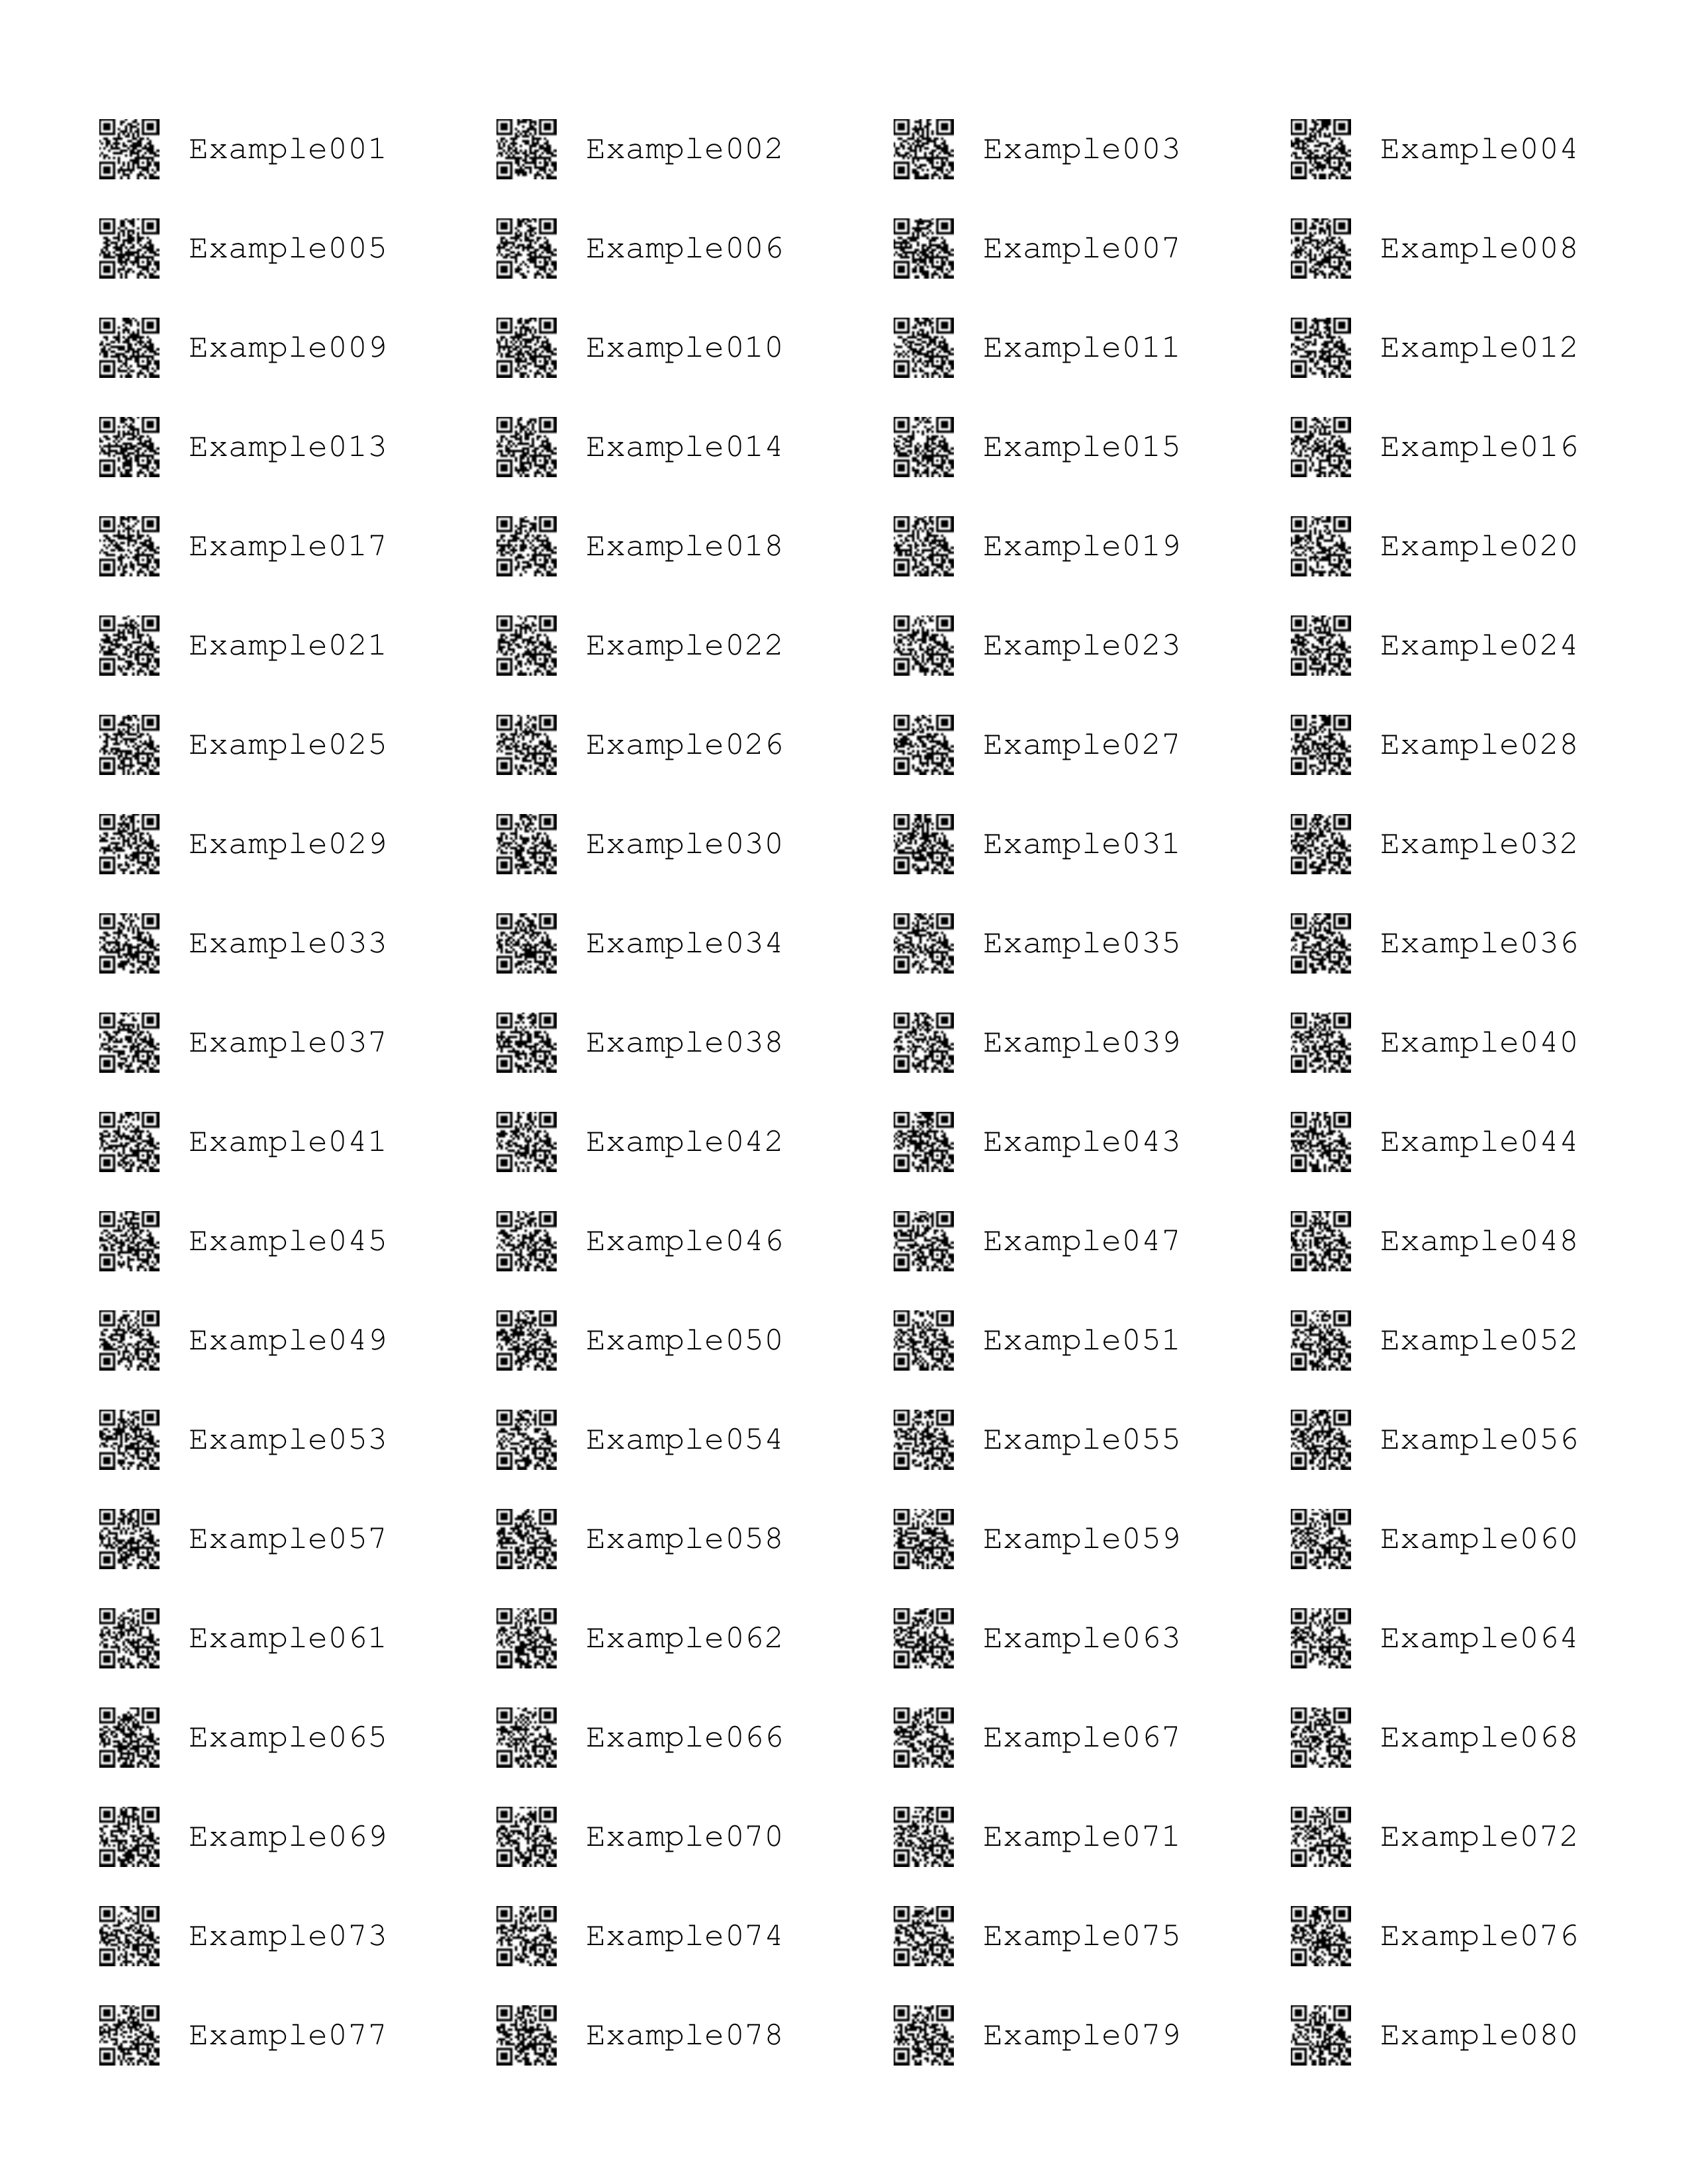 Example001 Example002 Example003 Example004
Example005 Example006 Example007 Example008
Example009 Example010 Example011 Example012
Example013 Example014 Example015 Example016
Example017 Example018 Example019 Example020
Example021 Example022 Example023 Example024
Example025 Example026 Example027 Example028
Example029 Example030 Example031 Example032
Example033 Example034 Example035 Example036
Example037 Example038 Example039 Example040
Example041 Example042 Example043 Example044
Example045 Example046 Example047 Example048
Example049 Example050 Example051 Example052
Example053 Example054 Example055 Example056
Example057 Example058 Example059 Example060
Example061 Example062 Example063 Example064
Example065 Example066 Example067 Example068
Example069 Example070 Example071 Example072
Example073 Example074 Example075 Example076
Example077 Example078 Example079 Example080